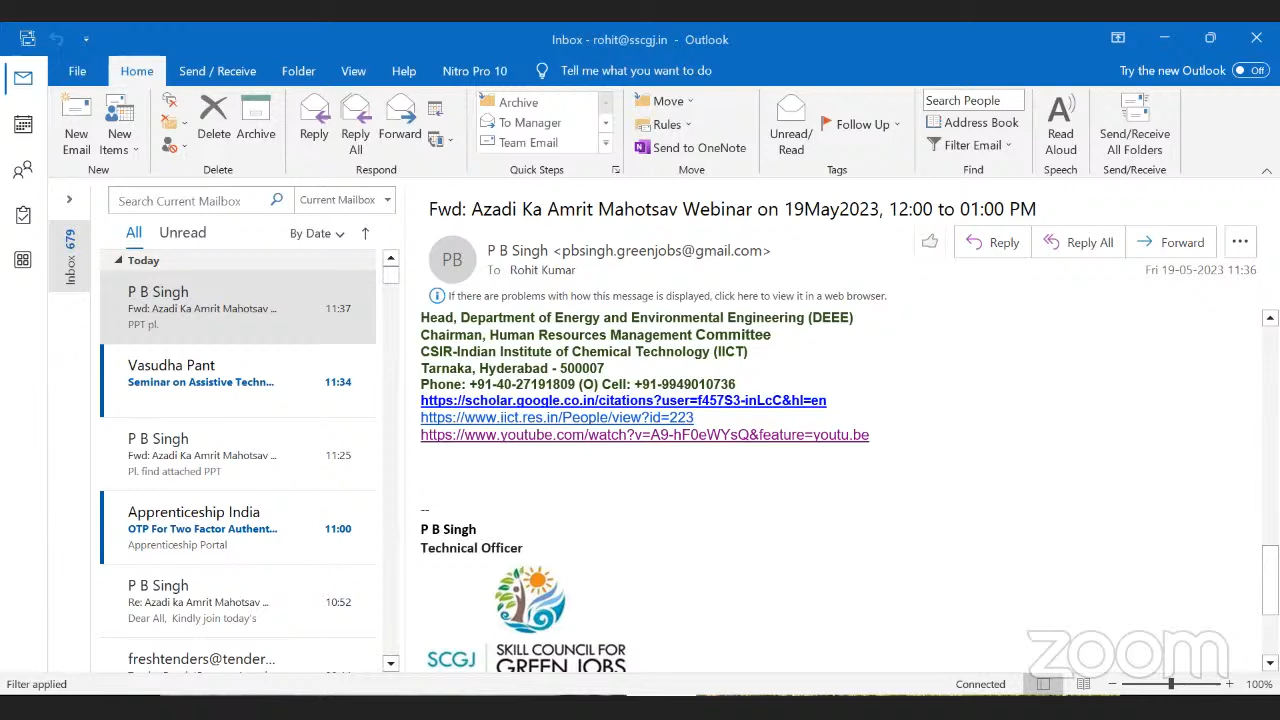 Inbox - rohit@sscgj.in - Outlook
File Home Send / Receive Folder View Help Nitro Pro 10 Tell me what you want to do
Try the new Outlook Off
New Email
New Items
New
Delete
Archive
Delete
Reply
Reply All
Forward
Respond
Archive
To Manager
Team Email
Quick Steps
Move
Rules
Send to OneNote
Move
Unread/ Read
Follow Up
Tags
Search People
Address Book
Filter Email
Find
Read Aloud
Speech
Send/Receive All Folders
Send/Receive
Inbox 679
Search Current Mailbox
Current Mailbox
All Unread
By Date
Today
P B Singh
Fwd: Azadi Ka Amrit Mahotsav ... 11:37
PPT pl.
Vasudha Pant
Seminar on Assistive Techn... 11:34
P B Singh
Fwd: Azadi Ka Amrit Mahotsav ... 11:25
Pl. find attached PPT
Apprenticeship India
OTP For Two Factor Authent... 11:00
Apprenticeship Portal
P B Singh
Re: Azadi ka Amrit Mahotsav ... 10:52
Dear All, Kindly join today's
freshtenders@tender...
Fwd: Azadi Ka Amrit Mahotsav Webinar on 19May2023, 12:00 to 01:00 PM
PB
P B Singh <pbsingh.greenjobs@gmail.com>
To Rohit Kumar
Reply
Reply All
Forward
Fri 19-05-2023 11:36
If there are problems with how this message is displayed, click here to view it in a web browser.
Head, Department of Energy and Environmental Engineering (DEEE)
Chairman, Human Resources Management Committee
CSIR-Indian Institute of Chemical Technology (IICT)
Tarnaka, Hyderabad - 500007
Phone: +91-40-27191809 (O) Cell: +91-9949010736
https://scholar.google.co.in/citations?user=f457S3-inLcC&hl=en
https://www.iict.res.in/People/view?id=223
https://www.youtube.com/watch?v=A9-hF0eWYsQ&feature=youtu.be
--
P B Singh
Technical Officer
SCGJ SKILL COUNCIL FOR
GREEN JOBS
zoom
Filter applied
Connected
100%